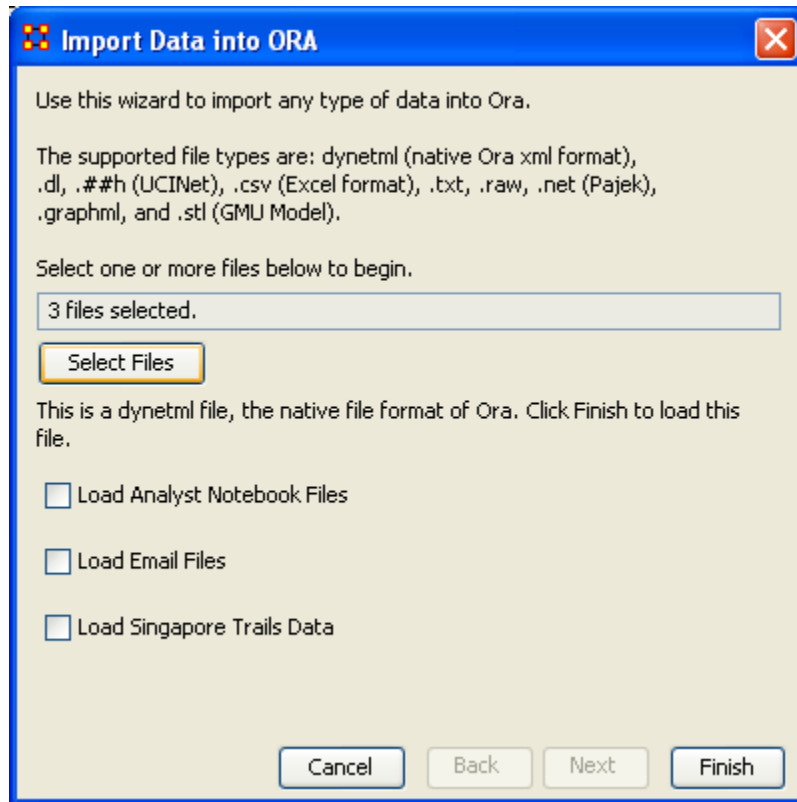 Import Data into ORA
Use this wizard to import any type of data into Ora.
The supported file types are: dynetml (native Ora xml format),
.dl, .##h (UCINet), .csv (Excel format), .txt, .raw, .net (Pajek),
.graphml, and .stl (GMU Model).
Select one or more files below to begin.
3 files selected.
Select Files
This is a dynetml file, the native file format of Ora. Click Finish to load this
file.
Load Analyst Notebook Files
Load Email Files
Load Singapore Trails Data
Cancel Back Next Finish